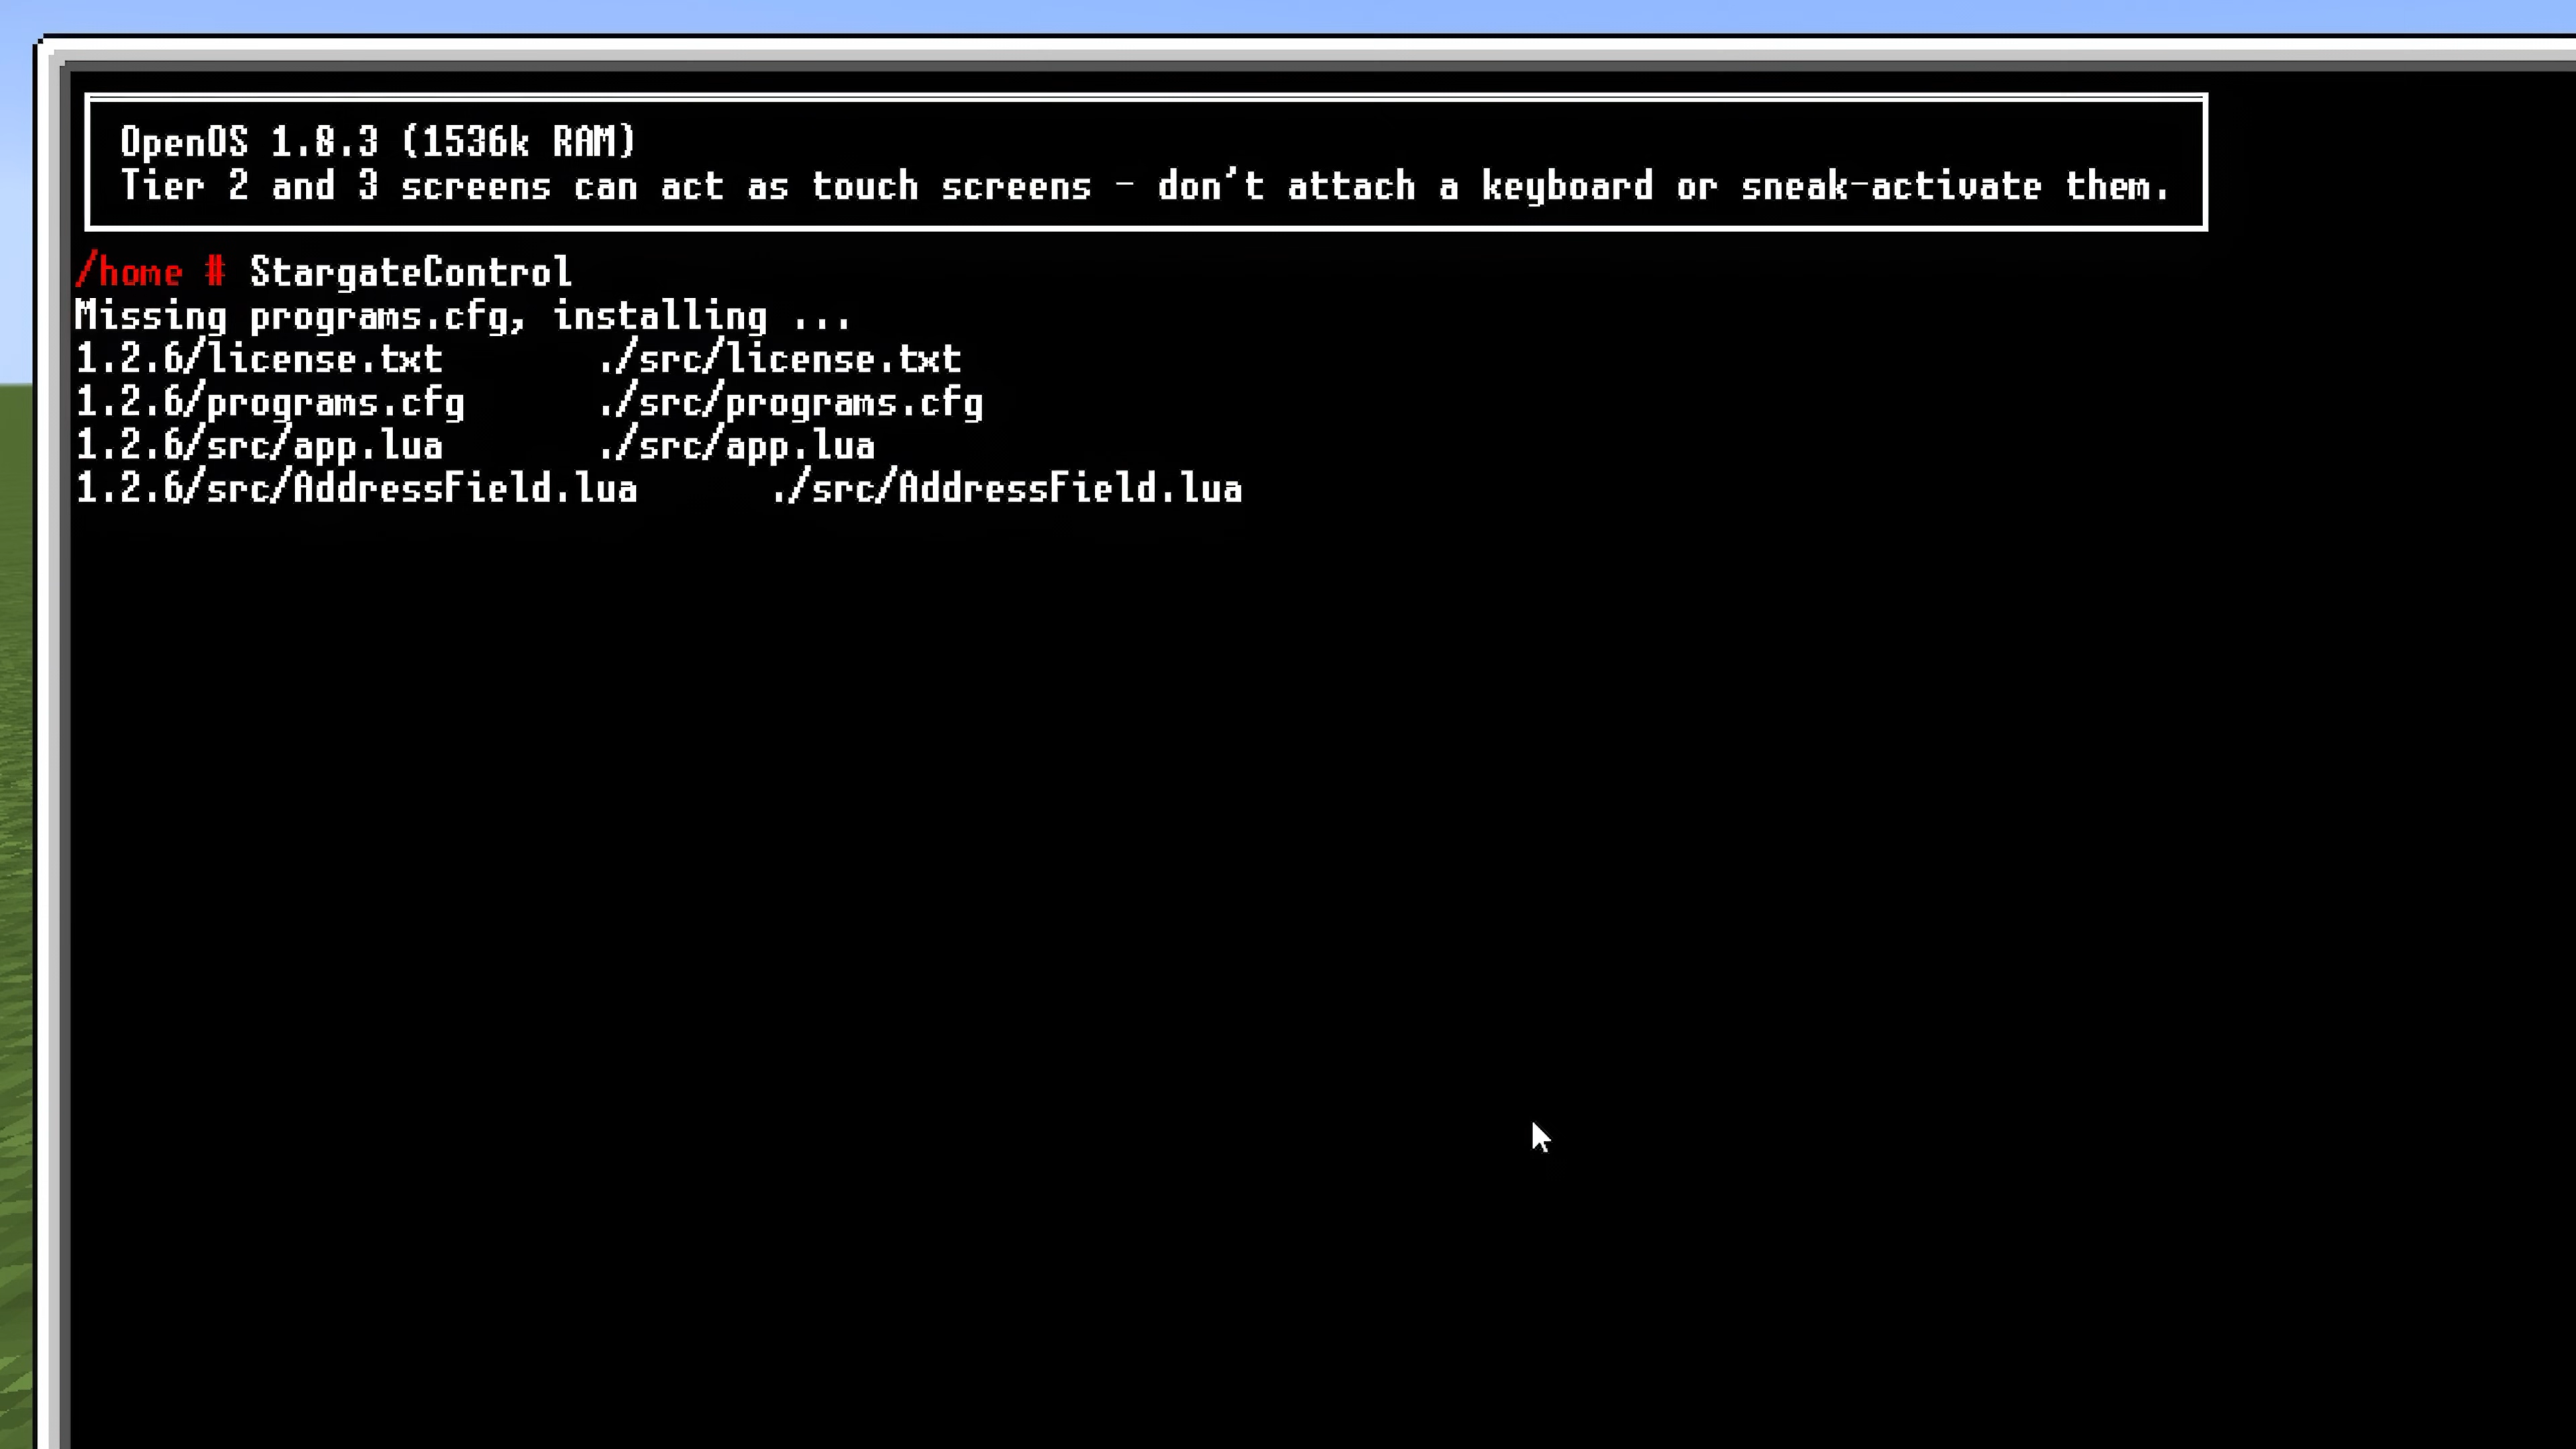 OpenOS 1.8.3 (1536k RAM)
Tier 2 and 3 screens can act as touch screens - don't attach a keyboard or sneak-activate them.
/home # StargateControl
Missing programs.cfg, installing ...
1.2.6/license.txt ./src/license.txt
1.2.6/programs.cfg ./src/programs.cfg
1.2.6/src/app.lua ./src/app.lua
1.2.6/src/AddressField.lua ./src/AddressField.lua